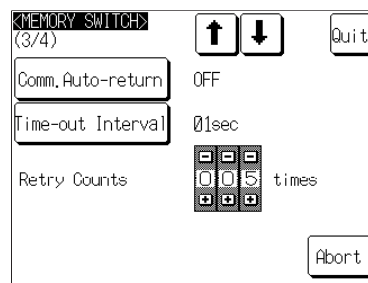 <MEMORY SWITCH>
(3/4) Quit
Comm.Auto-return OFF
Time-out Interval 01sec
Retry Counts 005 times
Abort